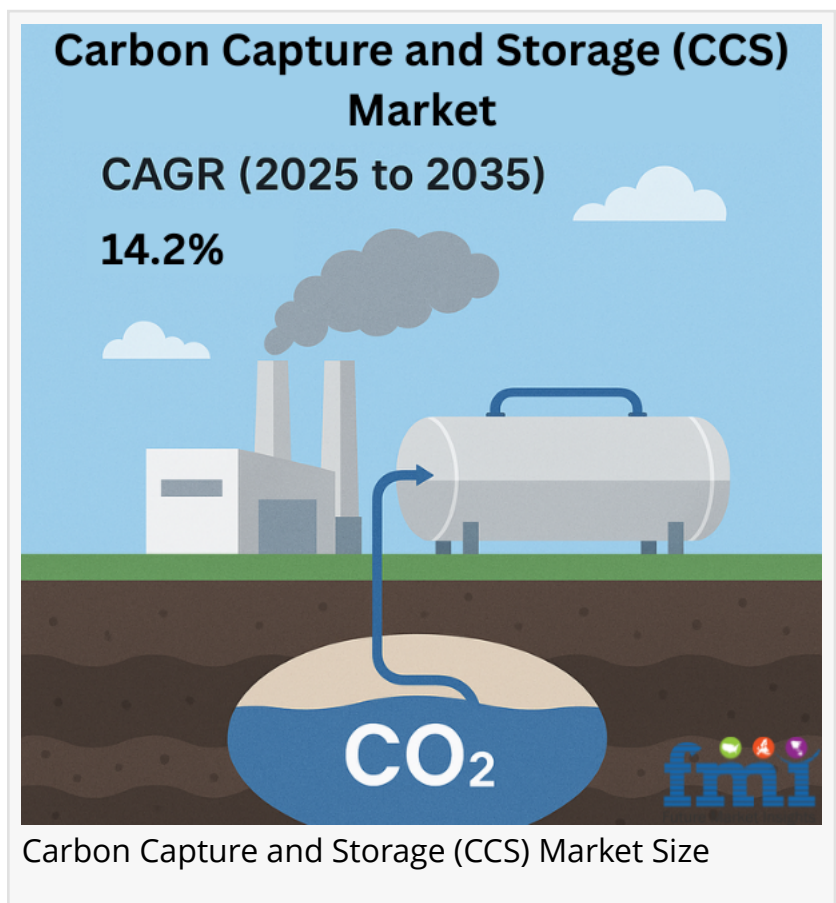 Carbon Capture and Storage (CCS)
Market
CAGR (2025 to 2035)
14.2%
CO₂
fmi
Carbon Capture and Storage (CCS) Market Size